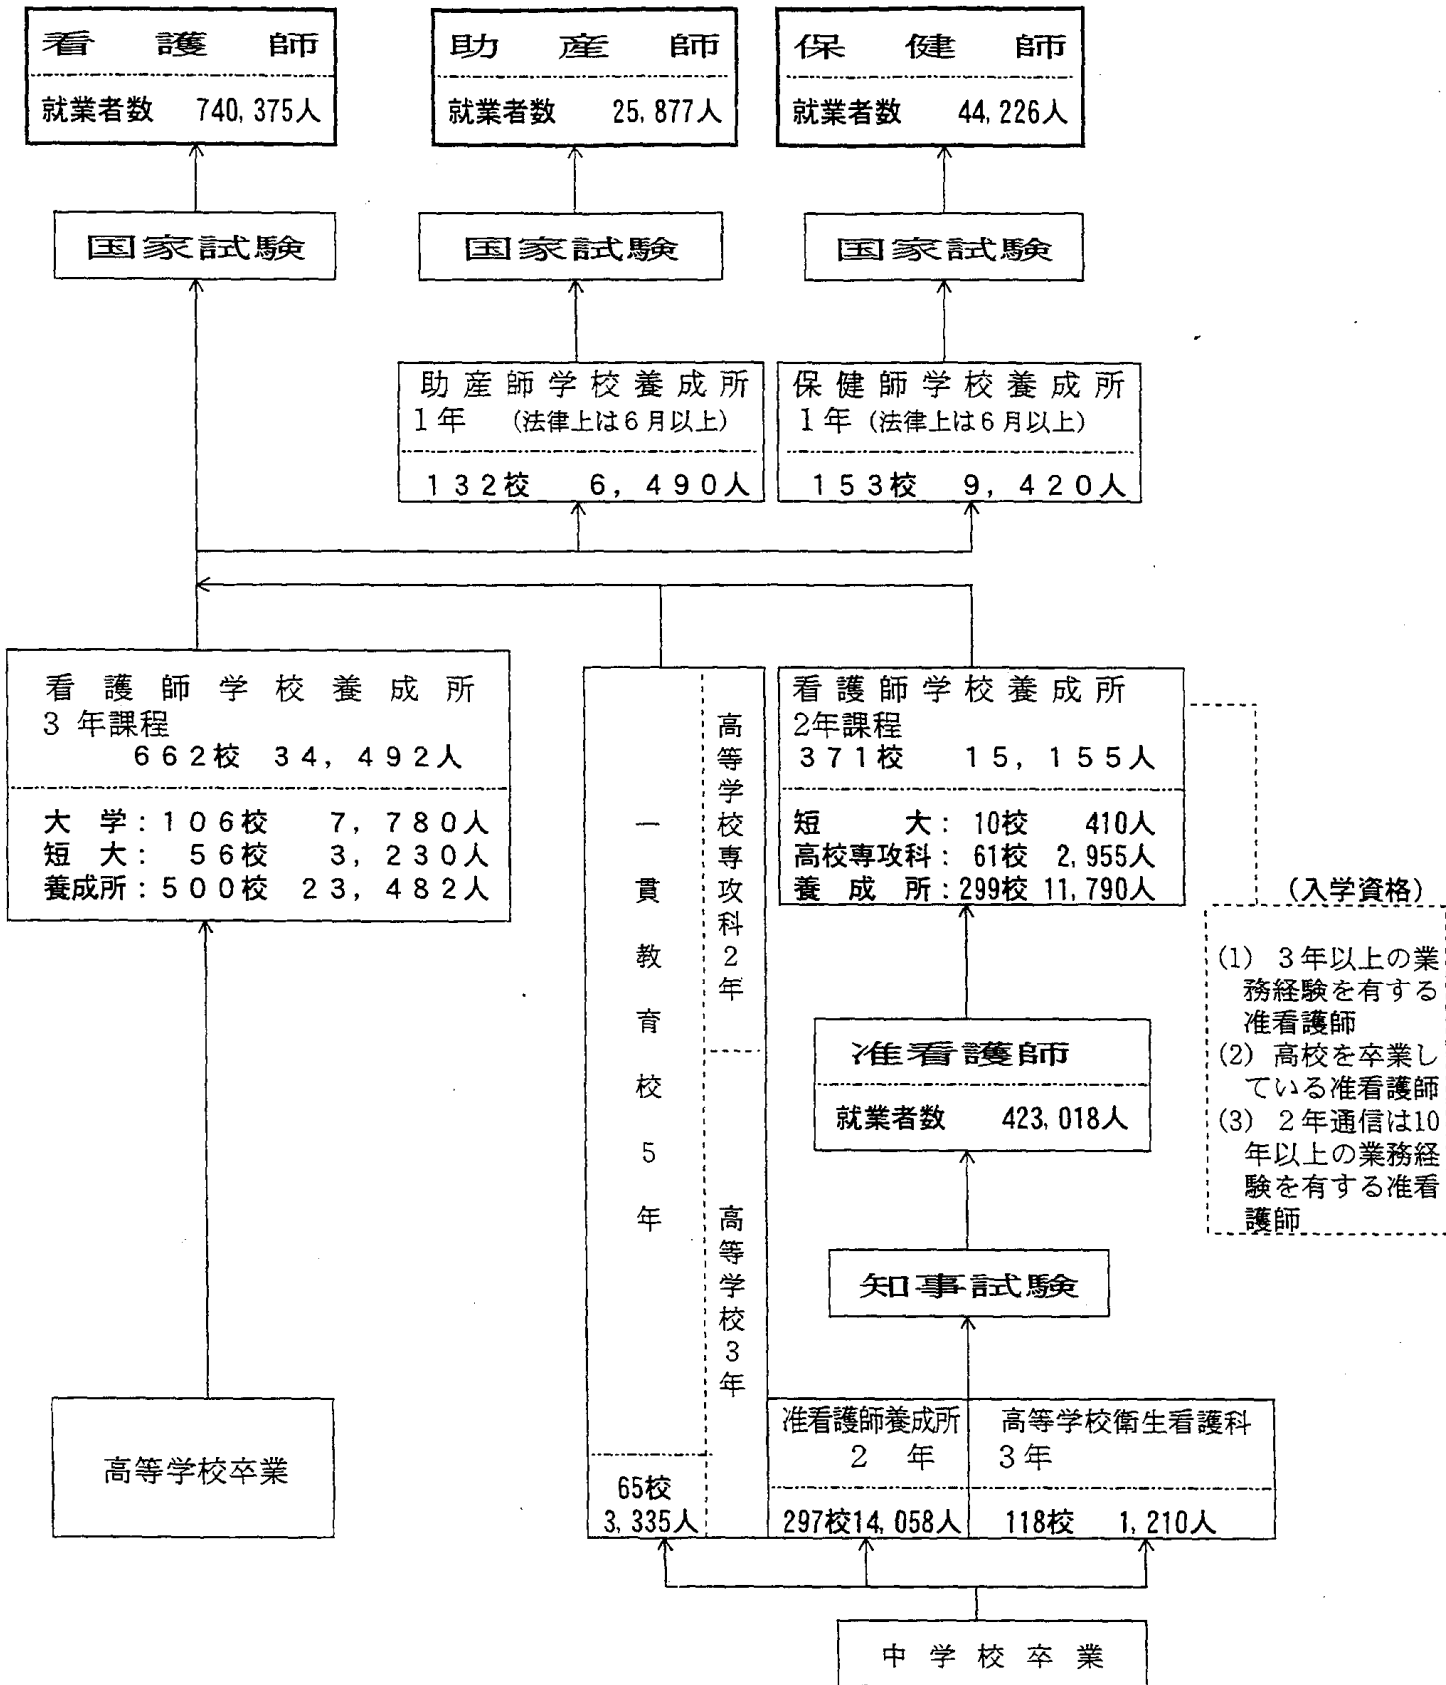 看護師
就業者数 740,375人
助産師
就業者数 25,877人
保健師
就業者数 44,226人
国家試験
国家試験
国家試験
助産師学校養成所
1年 (法律上は6月以上)
132校 6,490人
保健師学校養成所
1年(法律上は6月以上)
153校 9,420人
看護師学校養成所
3年課程
662校 34,492人
大学:106校 7,780人
短大: 56校 3,230人
養成所:500校 23,482人
一貫教育校5年
高等学校専攻科2年
高等学校3年
65校
3,335人
看護師学校養成所
2年課程
371校 15,155人
短大: 10校 410人
高校専攻科: 61校 2,955人
養成所:299校 11,790人
(入学資格)
(1) 3年以上の業
務経験を有する
准看護師
(2) 高校を卒業し
ている准看護師
(3) 2年通信は10
年以上の業務経
験を有する准看
護師
准看護師
就業者数 423,018人
知事試験
准看護師養成所
2年
297校14,058人
高等学校衛生看護科
3年
118校 1,210人
高等学校卒業
中学校卒業